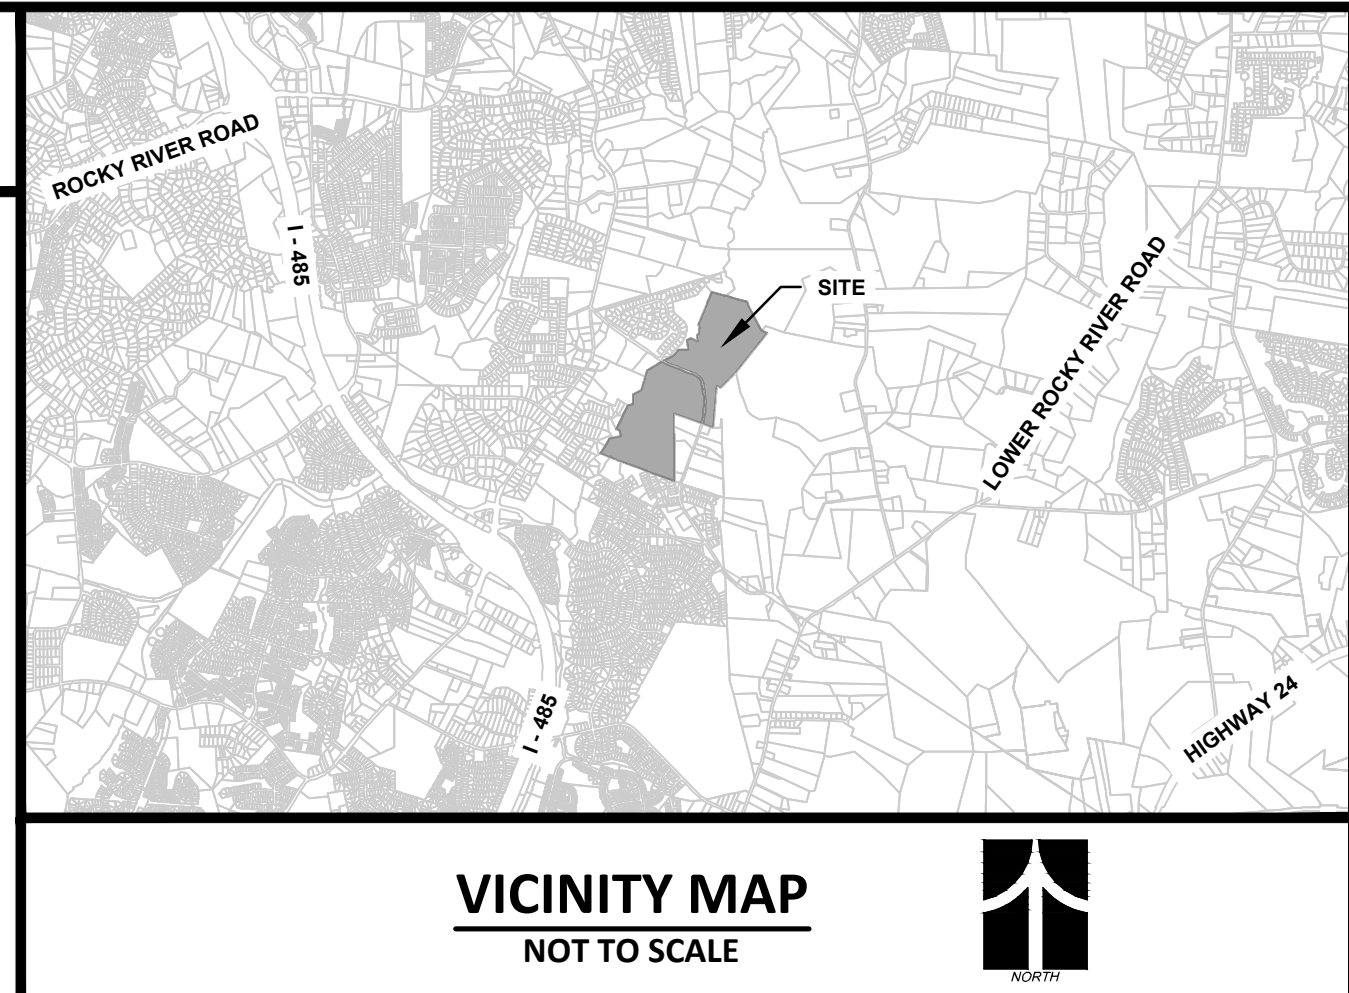 ROCKY RIVER ROAD
I - 485
SITE
LOWER ROCKY RIVER ROAD
I - 485
HIGHWAY 24
VICINITY MAP
NOT TO SCALE
NORTH